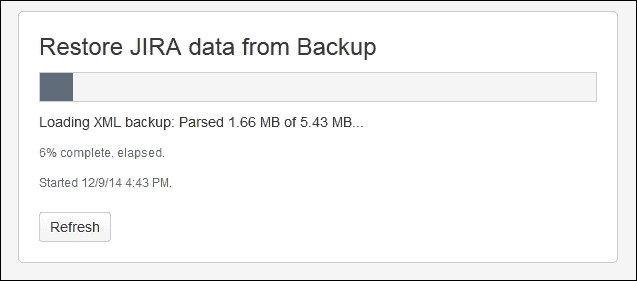 Restore JIRA data from Backup
Loading XML backup: Parsed 1.66 MB of 5.43 MB...
6% complete. elapsed.
Started 12/9/14 4:43 PM.
Refresh